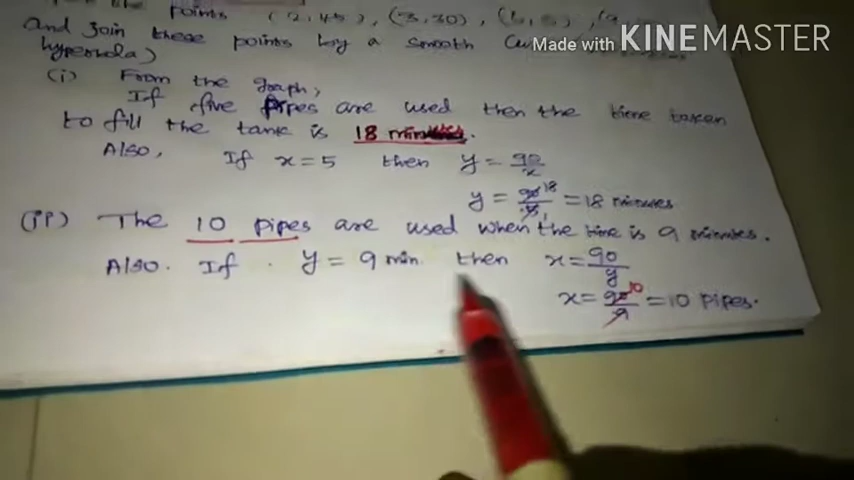 points (2,45), (3,30), (6,15)
and join these points by a smooth
Made with KINEMASTER
hyperbola)
(i) From the graph,
If five pipes are used then the time taken
to fill the tank is 18 minutes.
Also, If x = 5 then y = 90/x
y = 90/5 18 1 = 18 minutes
(ii) The 10 pipes are used when the time is 9 minutes.
Also. If y = 9 min then x = 90/y
x = 90/9 10 = 10 pipes.